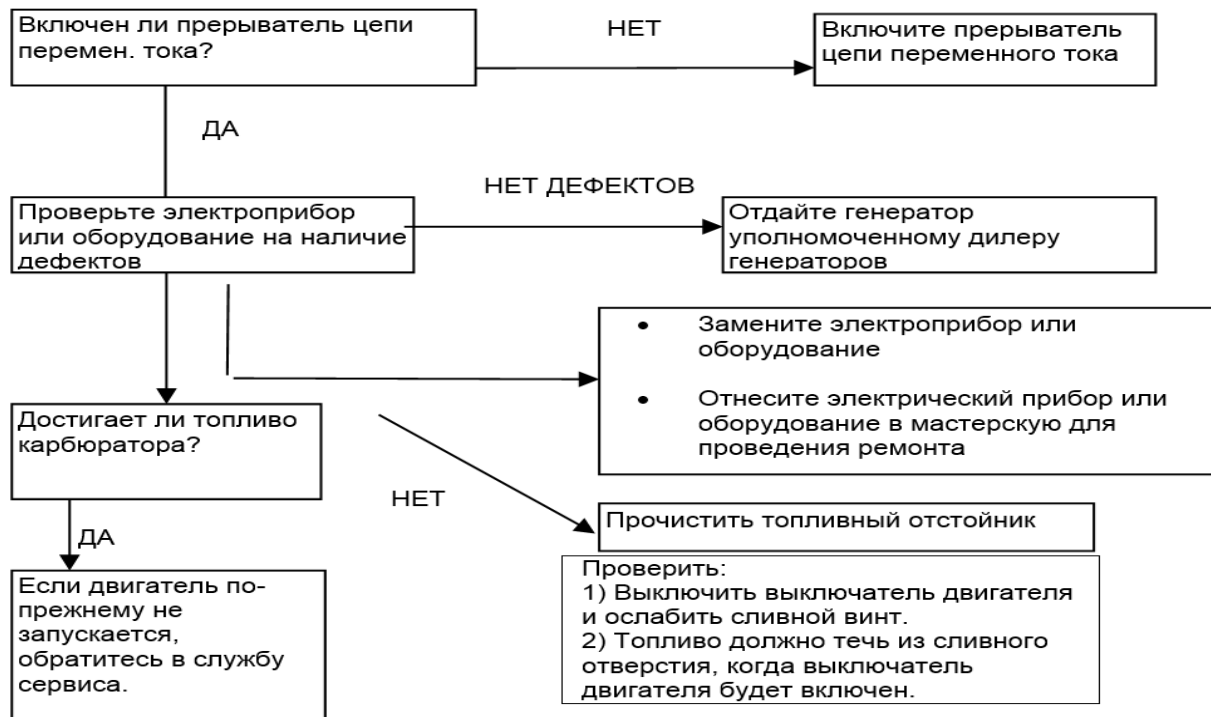 Включен ли прерыватель цепи
перемен. тока?
НЕТ
Включите прерыватель
цепи переменного тока
ДА
НЕТ ДЕФЕКТОВ
Проверьте электроприбор
или оборудование на наличие
дефектов
Отдайте генератор
уполномоченному дилеру
генераторов
• Замените электроприбор или
оборудование
• Отнесите электрический прибор или
оборудование в мастерскую для
проведения ремонта
Достигает ли топливо
карбюратора?
НЕТ
Прочистить топливный отстойник
ДА
Проверить:
1) Выключить выключатель двигателя
и ослабить сливной винт.
2) Топливо должно течь из сливного
отверстия, когда выключатель
двигателя будет включен.
Если двигатель по-
прежнему не
запускается,
обратитесь в службу
сервиса.